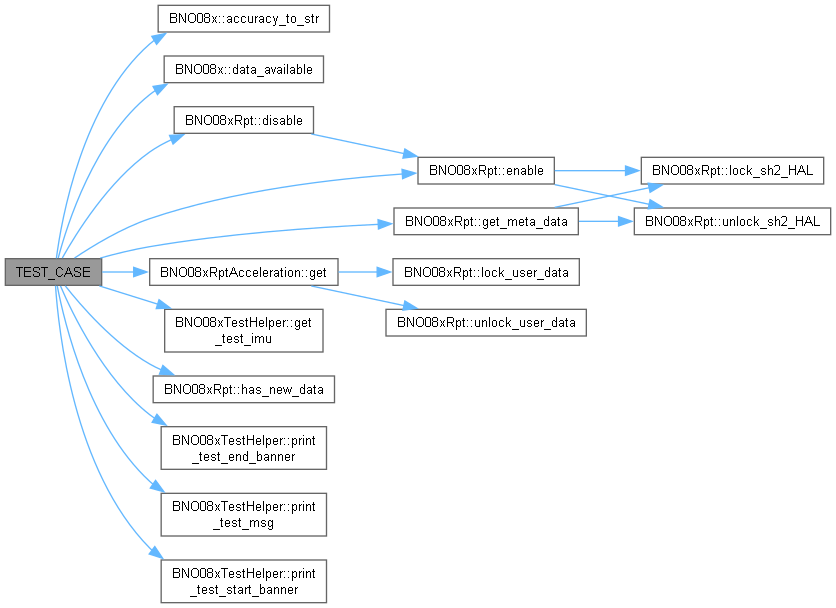 BNO08x::accuracy_to_str
BNO08x::data_available
BNO08xRpt::disable
BNO08xRpt::enable
BNO08xRpt::lock_sh2_HAL
BNO08xRpt::get_meta_data
BNO08xRpt::unlock_sh2_HAL
TEST_CASE
BNO08xRptAcceleration::get
BNO08xRpt::lock_user_data
BNO08xTestHelper::get
_test_imu
BNO08xRpt::unlock_user_data
BNO08xRpt::has_new_data
BNO08xTestHelper::print
_test_end_banner
BNO08xTestHelper::print
_test_msg
BNO08xTestHelper::print
_test_start_banner